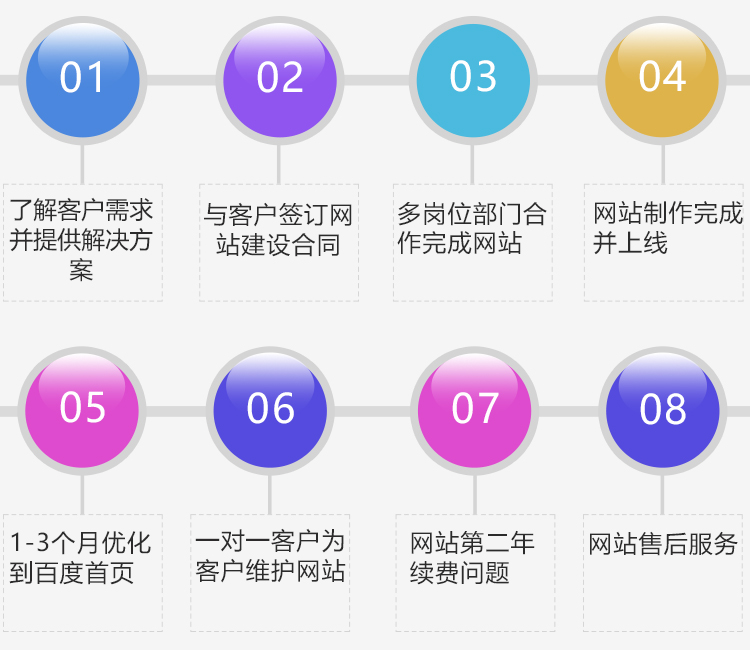 01
02
03
04
了解客户需求
并提供解决方
案
与客户签订网
站建设合同
多岗位部门合
作完成网站
网站制作完成
并上线
05
06
07
08
1-3个月优化
到百度首页
一对一客户为
客户维护网站
网站第二年
续费问题
网站售后服务